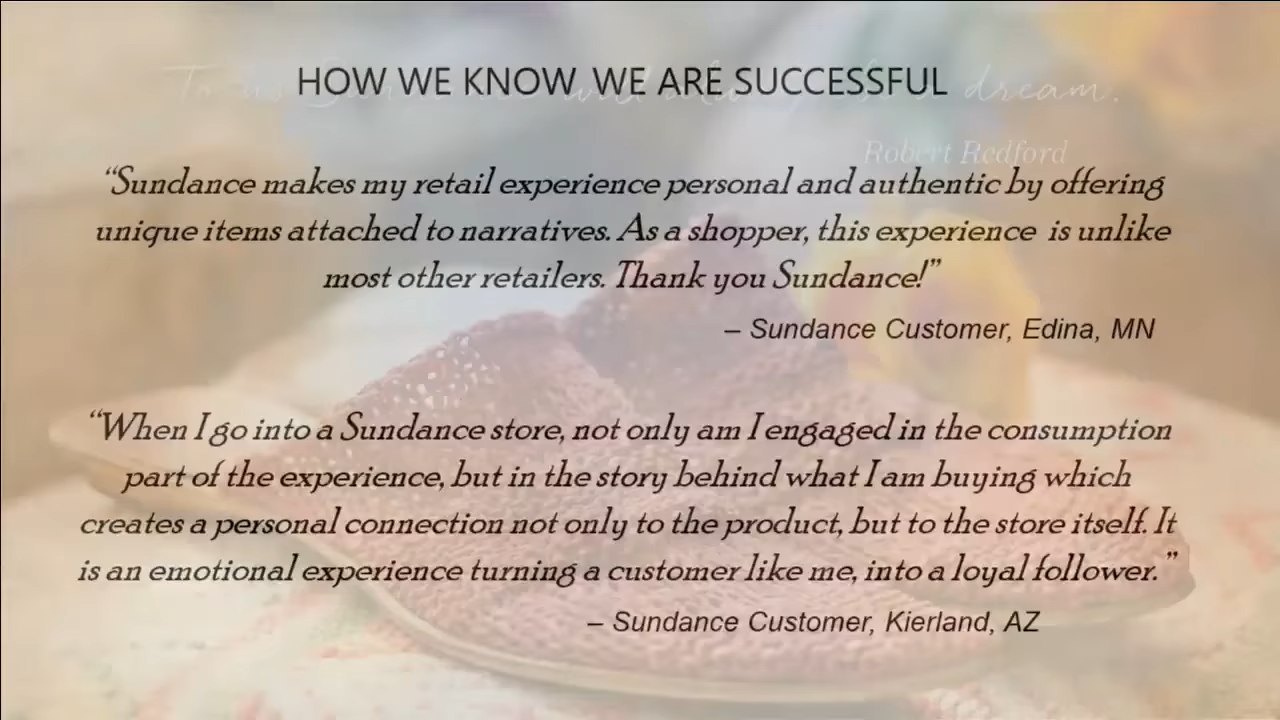 HOW WE KNOW WE ARE SUCCESSFUL
dream.
Robert Redford
“Sundance makes my retail experience personal and authentic by offering
unique items attached to narratives. As a shopper, this experience is unlike
most other retailers. Thank you Sundance!”
– Sundance Customer, Edina, MN
“When I go into a Sundance store, not only am I engaged in the consumption
part of the experience, but in the story behind what I am buying which
creates a personal connection not only to the product, but to the store itself. It
is an emotional experience turning a customer like me, into a loyal follower.”
– Sundance Customer, Kierland, AZ